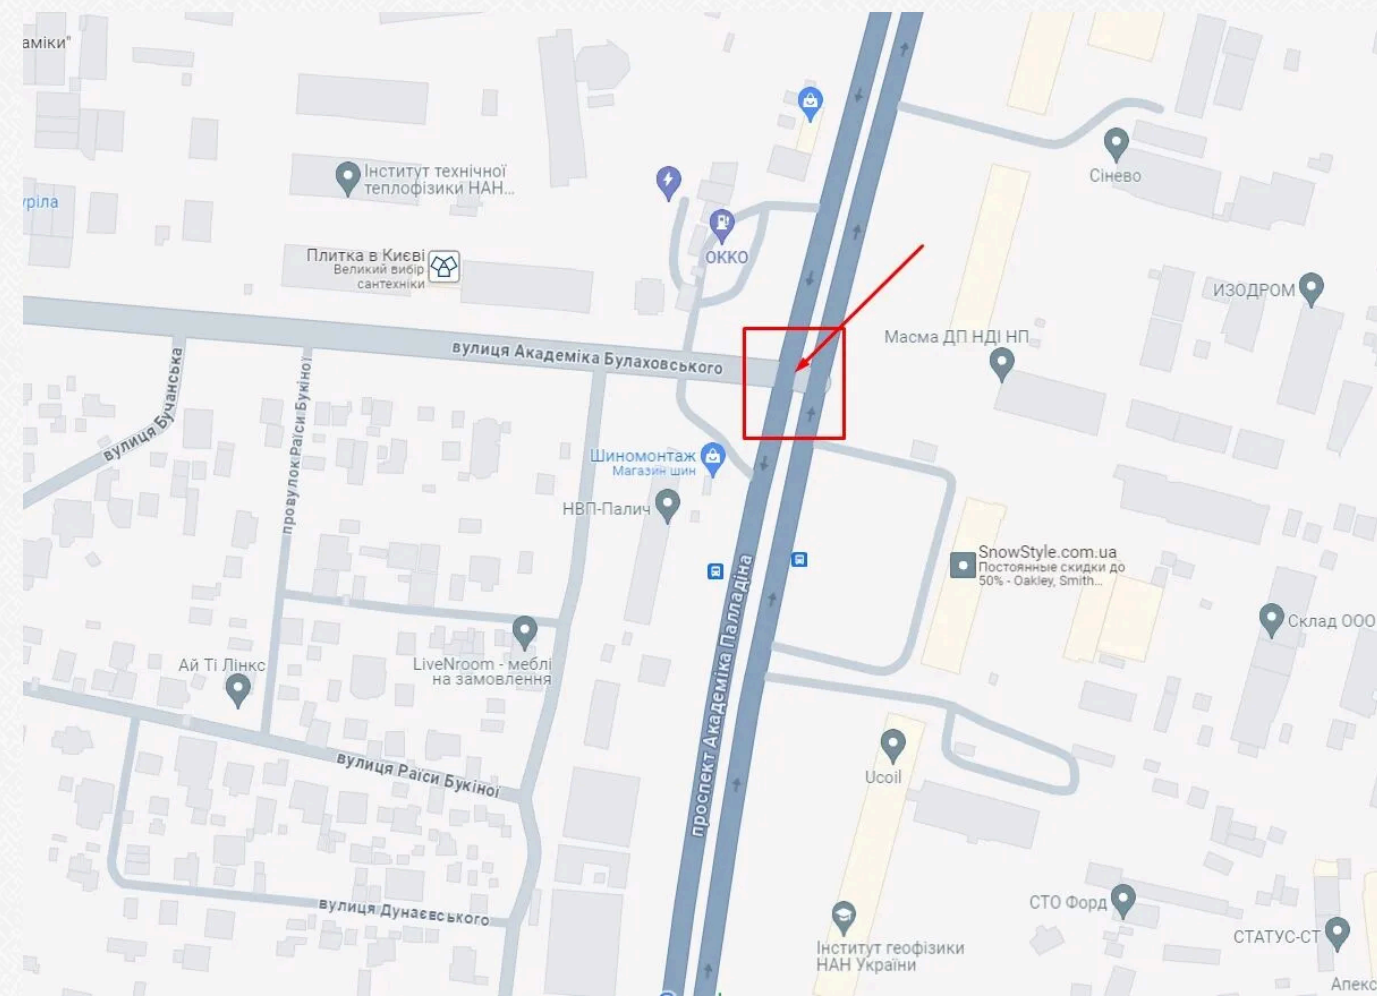 аміки"
Інститут технічної
теплофізики НАН...
уріла
Сінево
Плитка в Києві
Великий вибір
сантехніки
ОККО
ИЗОДРОМ
Масма ДП НДІ НП
вулиця Академіка Булаховського
вулиця Бучанська
провулок Раїси Букіної
Шиномонтаж
Магазин шин
НВП-Палич
SnowStyle.com.ua
Постоянные скидки до
50% - Oakley, Smith...
проспект Академіка Палладіна
Склад ООО
Ай Ті Лінкс
LiveNroom - меблі
на замовлення
вулиця Раїси Букіної
Ucoil
вулиця Дунаєвського
СТО Форд
СТАТУС-СТ
Інститут геофізики
НАН України
Апекс